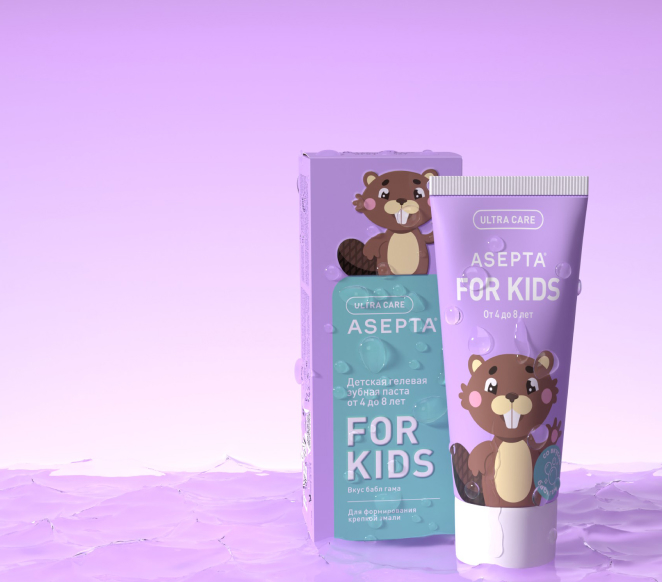 ULTRA CARE
ASEPTA
Детская гелевая
зубная паста
от 4 до 8 лет
FOR
KIDS
Вкус бабл гама
Для формирования
крепкой эмали
ULTRA CARE
ASEPTA
FOR KIDS
От 4 до 8 лет